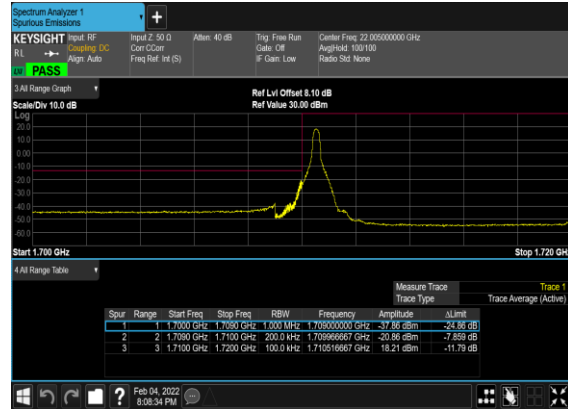 Spectrum Analyzer 1
Spurious Emissions
+
KEYSIGHT Input: RF Input Z: 50 Ω Atten: 40 dB Trig: Free Run Center Freq: 22.005000000 GHz
RL Coupling: DC Corr CCorr Gate: Off Avg|Hold: 100/100
Align: Auto Freq Ref: Int (S) IF Gain: Low Radio Std: None
PASS
3 All Range Graph
Ref Lvl Offset 8.10 dB
Scale/Div 10.0 dB Ref Value 30.00 dBm
Log
20.0
10.0
0.00
-10.0
-20.0
-30.0
-40.0
-50.0
-60.0
Start 1.700 GHz Stop 1.720 GHz
4 All Range Table
Measure Trace Trace 1
Trace Type Trace Average (Active)
Spur Range Start Freq Stop Freq RBW Frequency Amplitude ΔLimit
1 1 1.7000 GHz 1.7090 GHz 1.000 MHz 1.709000000 GHz -37.86 dBm -24.86 dB
2 2 1.7090 GHz 1.7100 GHz 200.0 kHz 1.709966667 GHz -20.86 dBm -7.859 dB
3 3 1.7100 GHz 1.7200 GHz 100.0 kHz 1.710516667 GHz 18.21 dBm -11.79 dB
? Feb 04, 2022
8:08:34 PM